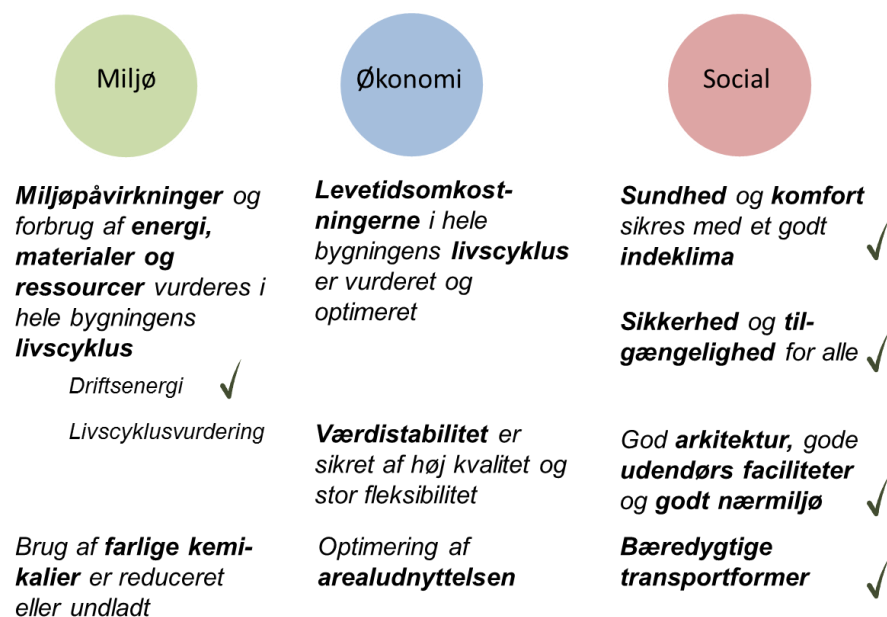 Miljø
Miljøpåvirkninger og
forbrug af energi,
materialer og
ressourcer vurderes i
hele bygningens
livscyklus
Driftsenergi
Livscyklusvurdering
Brug af farlige kemi-
kalier er reduceret
eller undladt
Økonomi
Levetidsomkost-
ningerne i hele
bygningens livscyklus
er vurderet og
optimeret
Værdistabilitet er
sikret af høj kvalitet og
stor fleksibilitet
Optimering af
arealudnyttelsen
Social
Sundhed og komfort
sikres med et godt
indeklima
Sikkerhed og til-
gængelighed for alle
God arkitektur, gode
udendørs faciliteter
og godt nærmiljø
Bæredygtige
transportformer